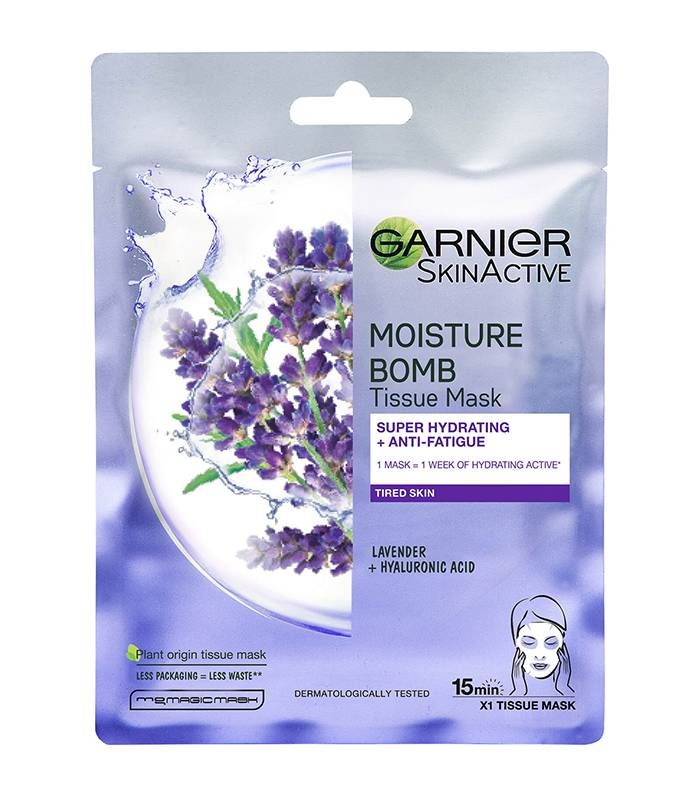 GARNIER
SKINACTIVE
MOISTURE
BOMB
Tissue Mask
SUPER HYDRATING
+ ANTI-FATIGUE
1 MASK = 1 WEEK OF HYDRATING ACTIVE*
TIRED SKIN
LAVENDER
+ HYALURONIC ACID
Plant origin tissue mask
LESS PACKAGING = LESS WASTE**
DERMATOLOGICALLY TESTED
15min
X1 TISSUE MASK